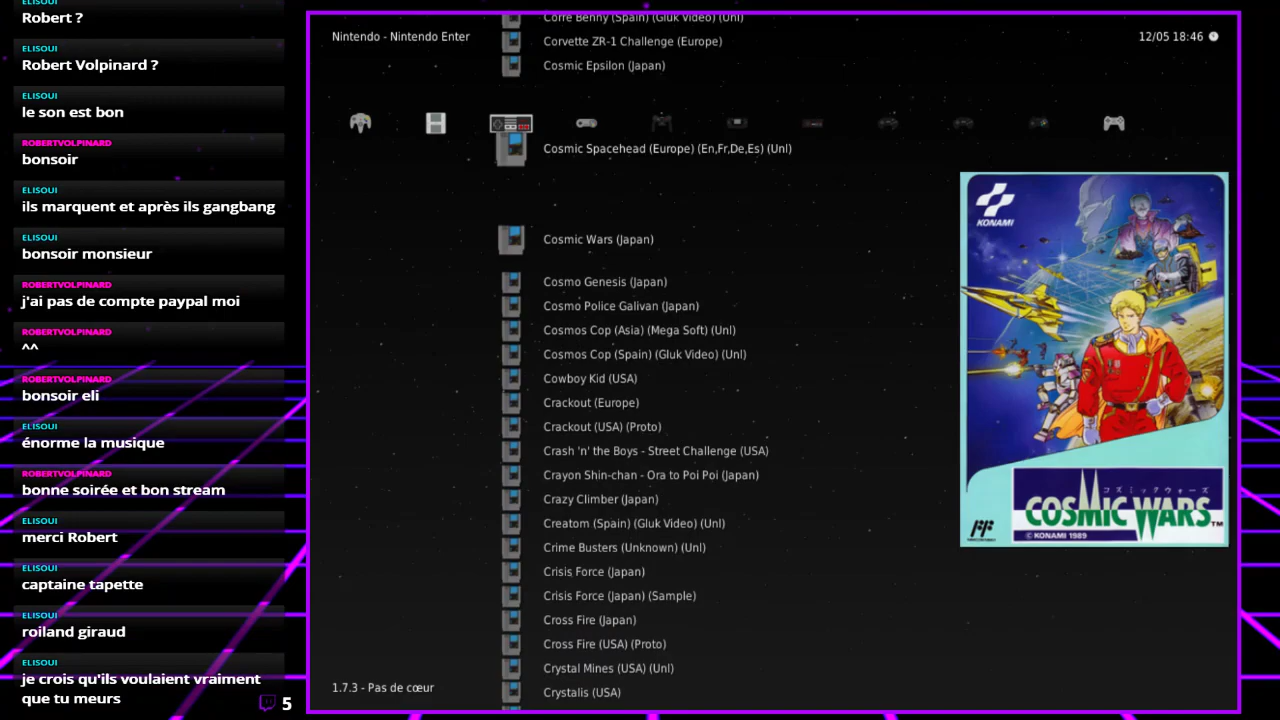 ELISOUI
Robert ?
ELISOUI
Robert Volpinard ?
ELISOUI
le son est bon
ROBERTVOLPINARD
bonsoir
ELISOUI
ils marquent et après ils gangbang
ELISOUI
bonsoir monsieur
ROBERTVOLPINARD
j'ai pas de compte paypal moi
ROBERTVOLPINARD
^^
ROBERTVOLPINARD
bonsoir eli
ELISOUI
énorme la musique
ROBERTVOLPINARD
bonne soirée et bon stream
ELISOUI
merci Robert
ELISOUI
captaine tapette
ELISOUI
roiland giraud
ELISOUI
je crois qu'ils voulaient vraiment
que tu meurs
5
Nintendo - Nintendo Enter
12/05 18:46
Corre Benny (Spain) (Gluk Video) (Unl)
Corvette ZR-1 Challenge (Europe)
Cosmic Epsilon (Japan)
Cosmic Spacehead (Europe) (En,Fr,De,Es) (Unl)
Cosmic Wars (Japan)
Cosmo Genesis (Japan)
Cosmo Police Galivan (Japan)
Cosmos Cop (Asia) (Mega Soft) (Unl)
Cosmos Cop (Spain) (Gluk Video) (Unl)
Cowboy Kid (USA)
Crackout (Europe)
Crackout (USA) (Proto)
Crash 'n' the Boys - Street Challenge (USA)
Crayon Shin-chan - Ora to Poi Poi (Japan)
Crazy Climber (Japan)
Creatom (Spain) (Gluk Video) (Unl)
Crime Busters (Unknown) (Unl)
Crisis Force (Japan)
Crisis Force (Japan) (Sample)
Cross Fire (Japan)
Cross Fire (USA) (Proto)
Crystal Mines (USA) (Unl)
Crystalis (USA)
1.7.3 - Pas de cœur
KONAMI
コズミックウォーズ
COSMIC WARS™
© KONAMI 1989